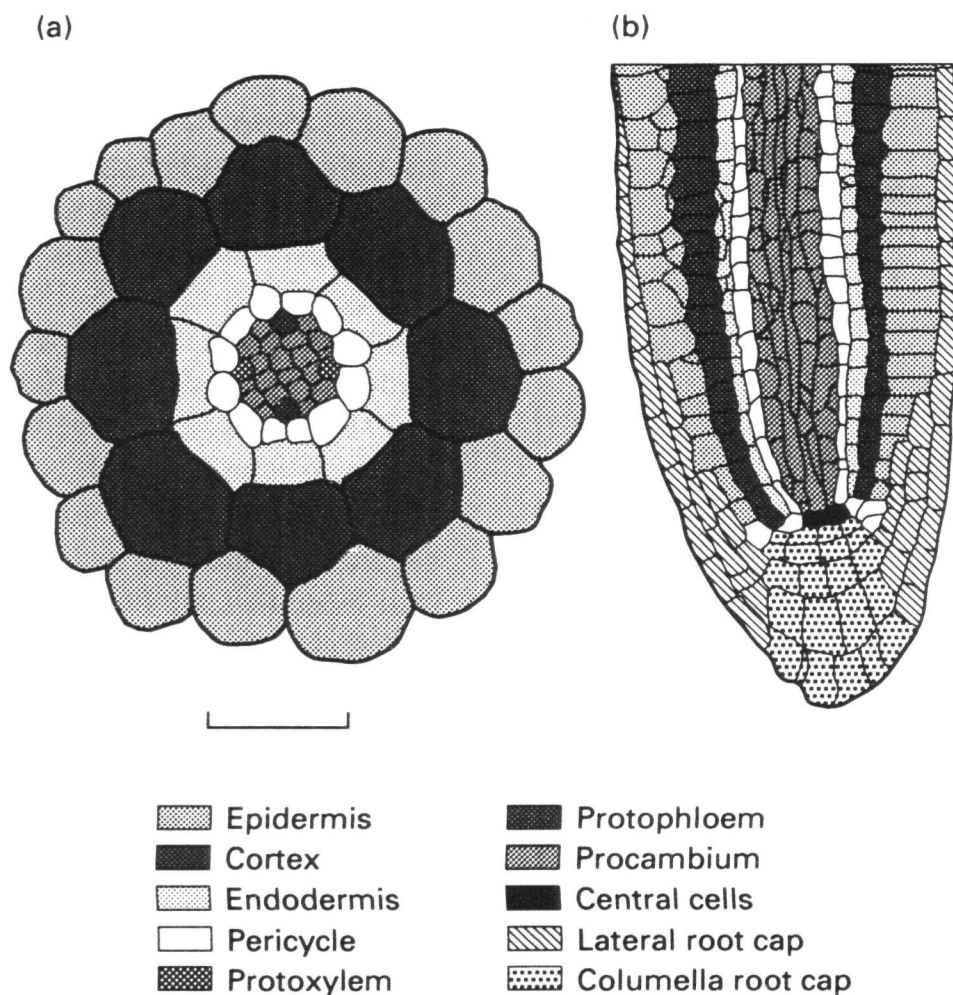 (a)
(b)
Epidermis
Cortex
Endodermis
Pericycle
Protoxylem
Protophloem
Procambium
Central cells
Lateral root cap
Columella root cap